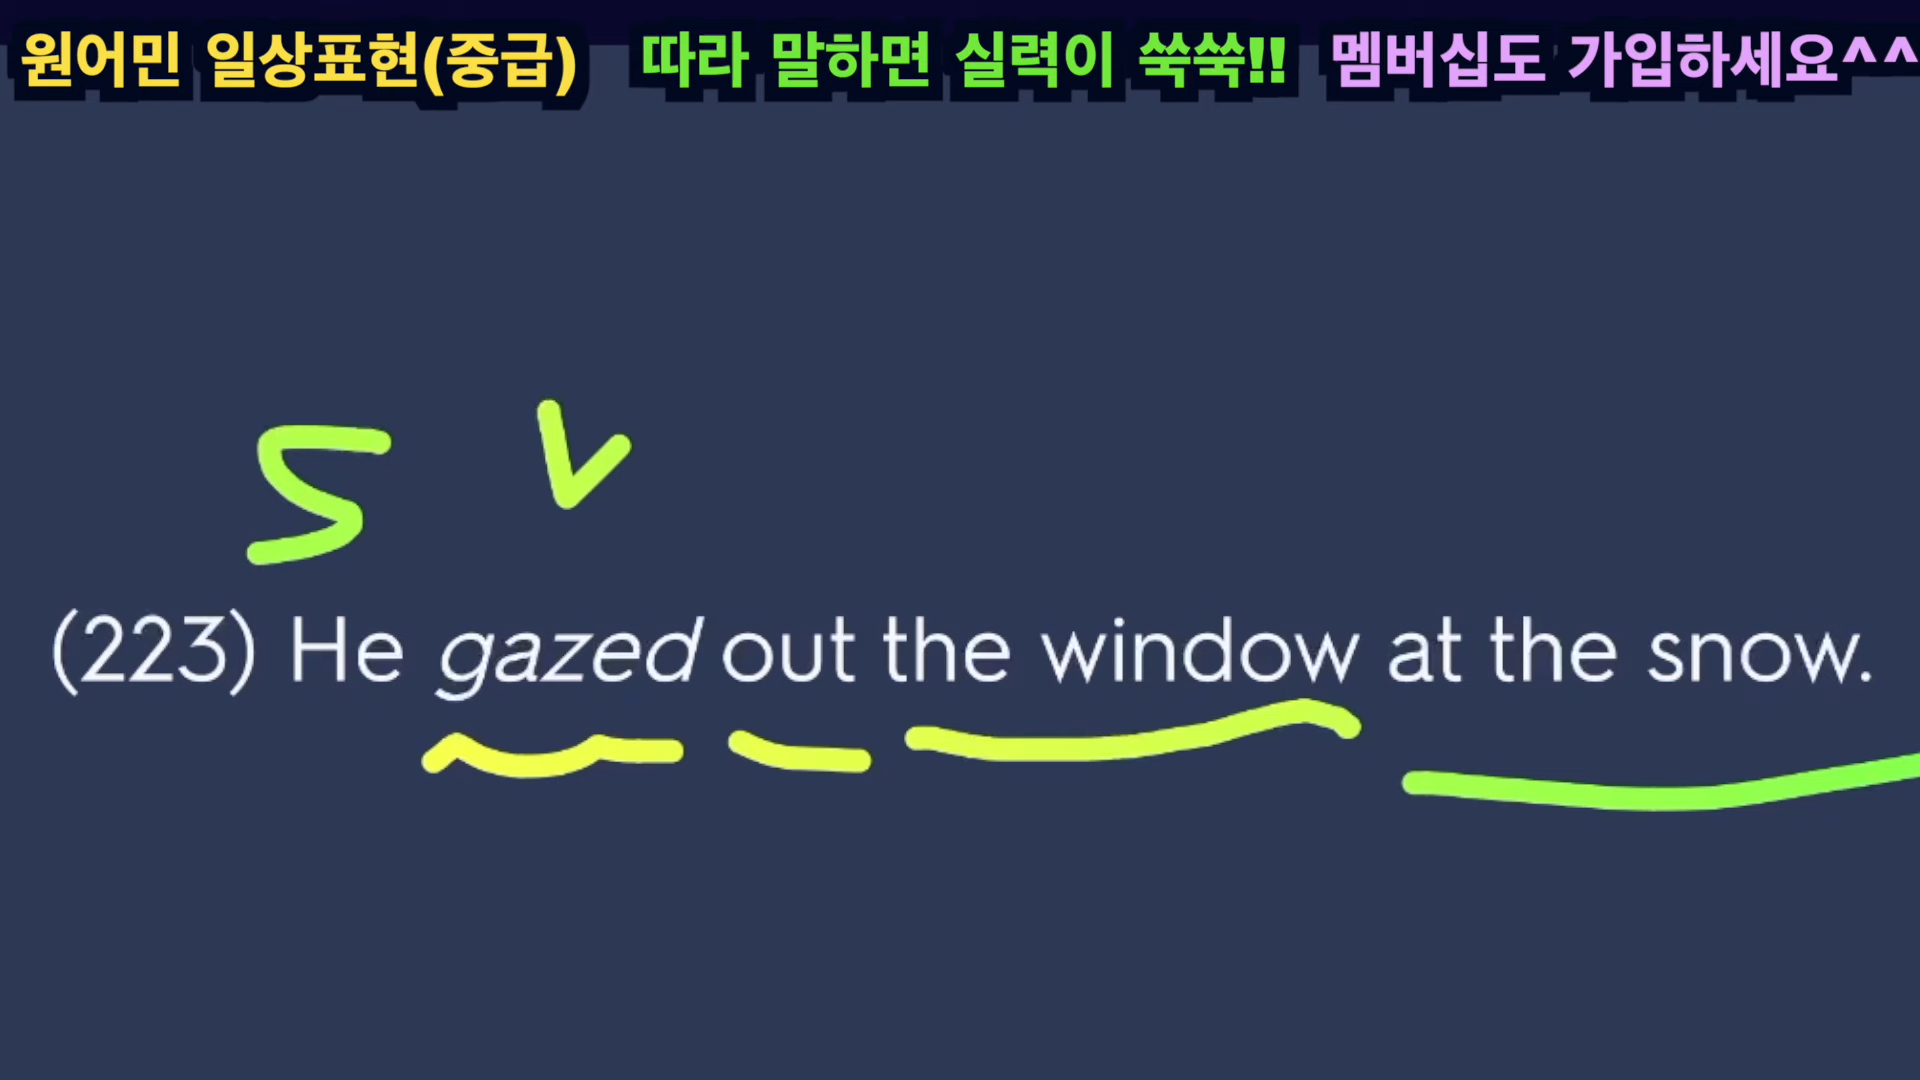 원어민 일상표현(중급) 따라 말하면 실력이 쑥쑥!! 멤버십도 가입하세요^^
S V
(223) He gazed out the window at the snow.